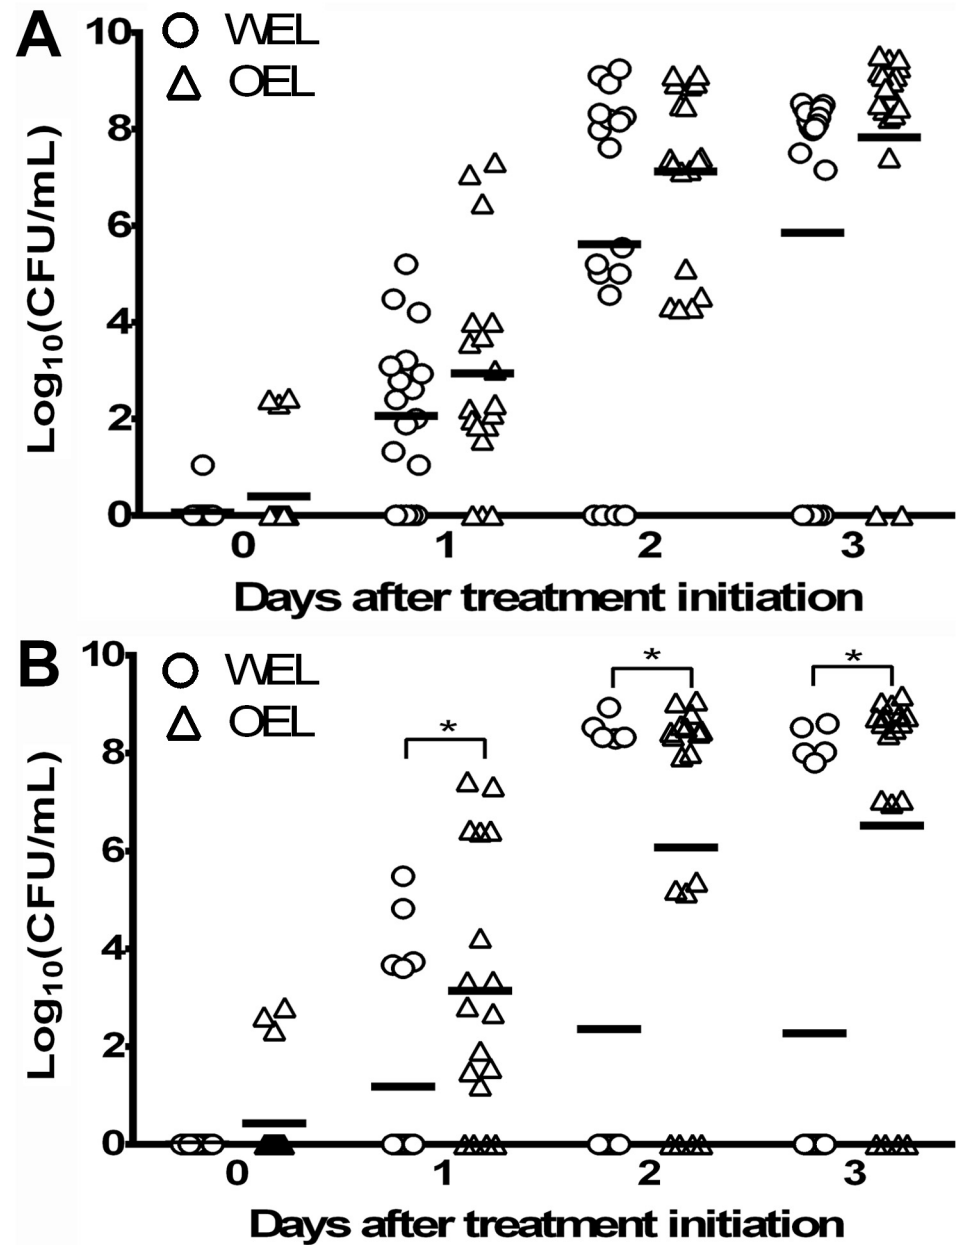 A
10
WEL
OEL
8
6
4
2
0
Log10(CFU/mL)
0 1 2 3
Days after treatment initiation
B
10
WEL
OEL
* * *
8
6
4
2
0
Log10(CFU/mL)
0 1 2 3
Days after treatment initiation